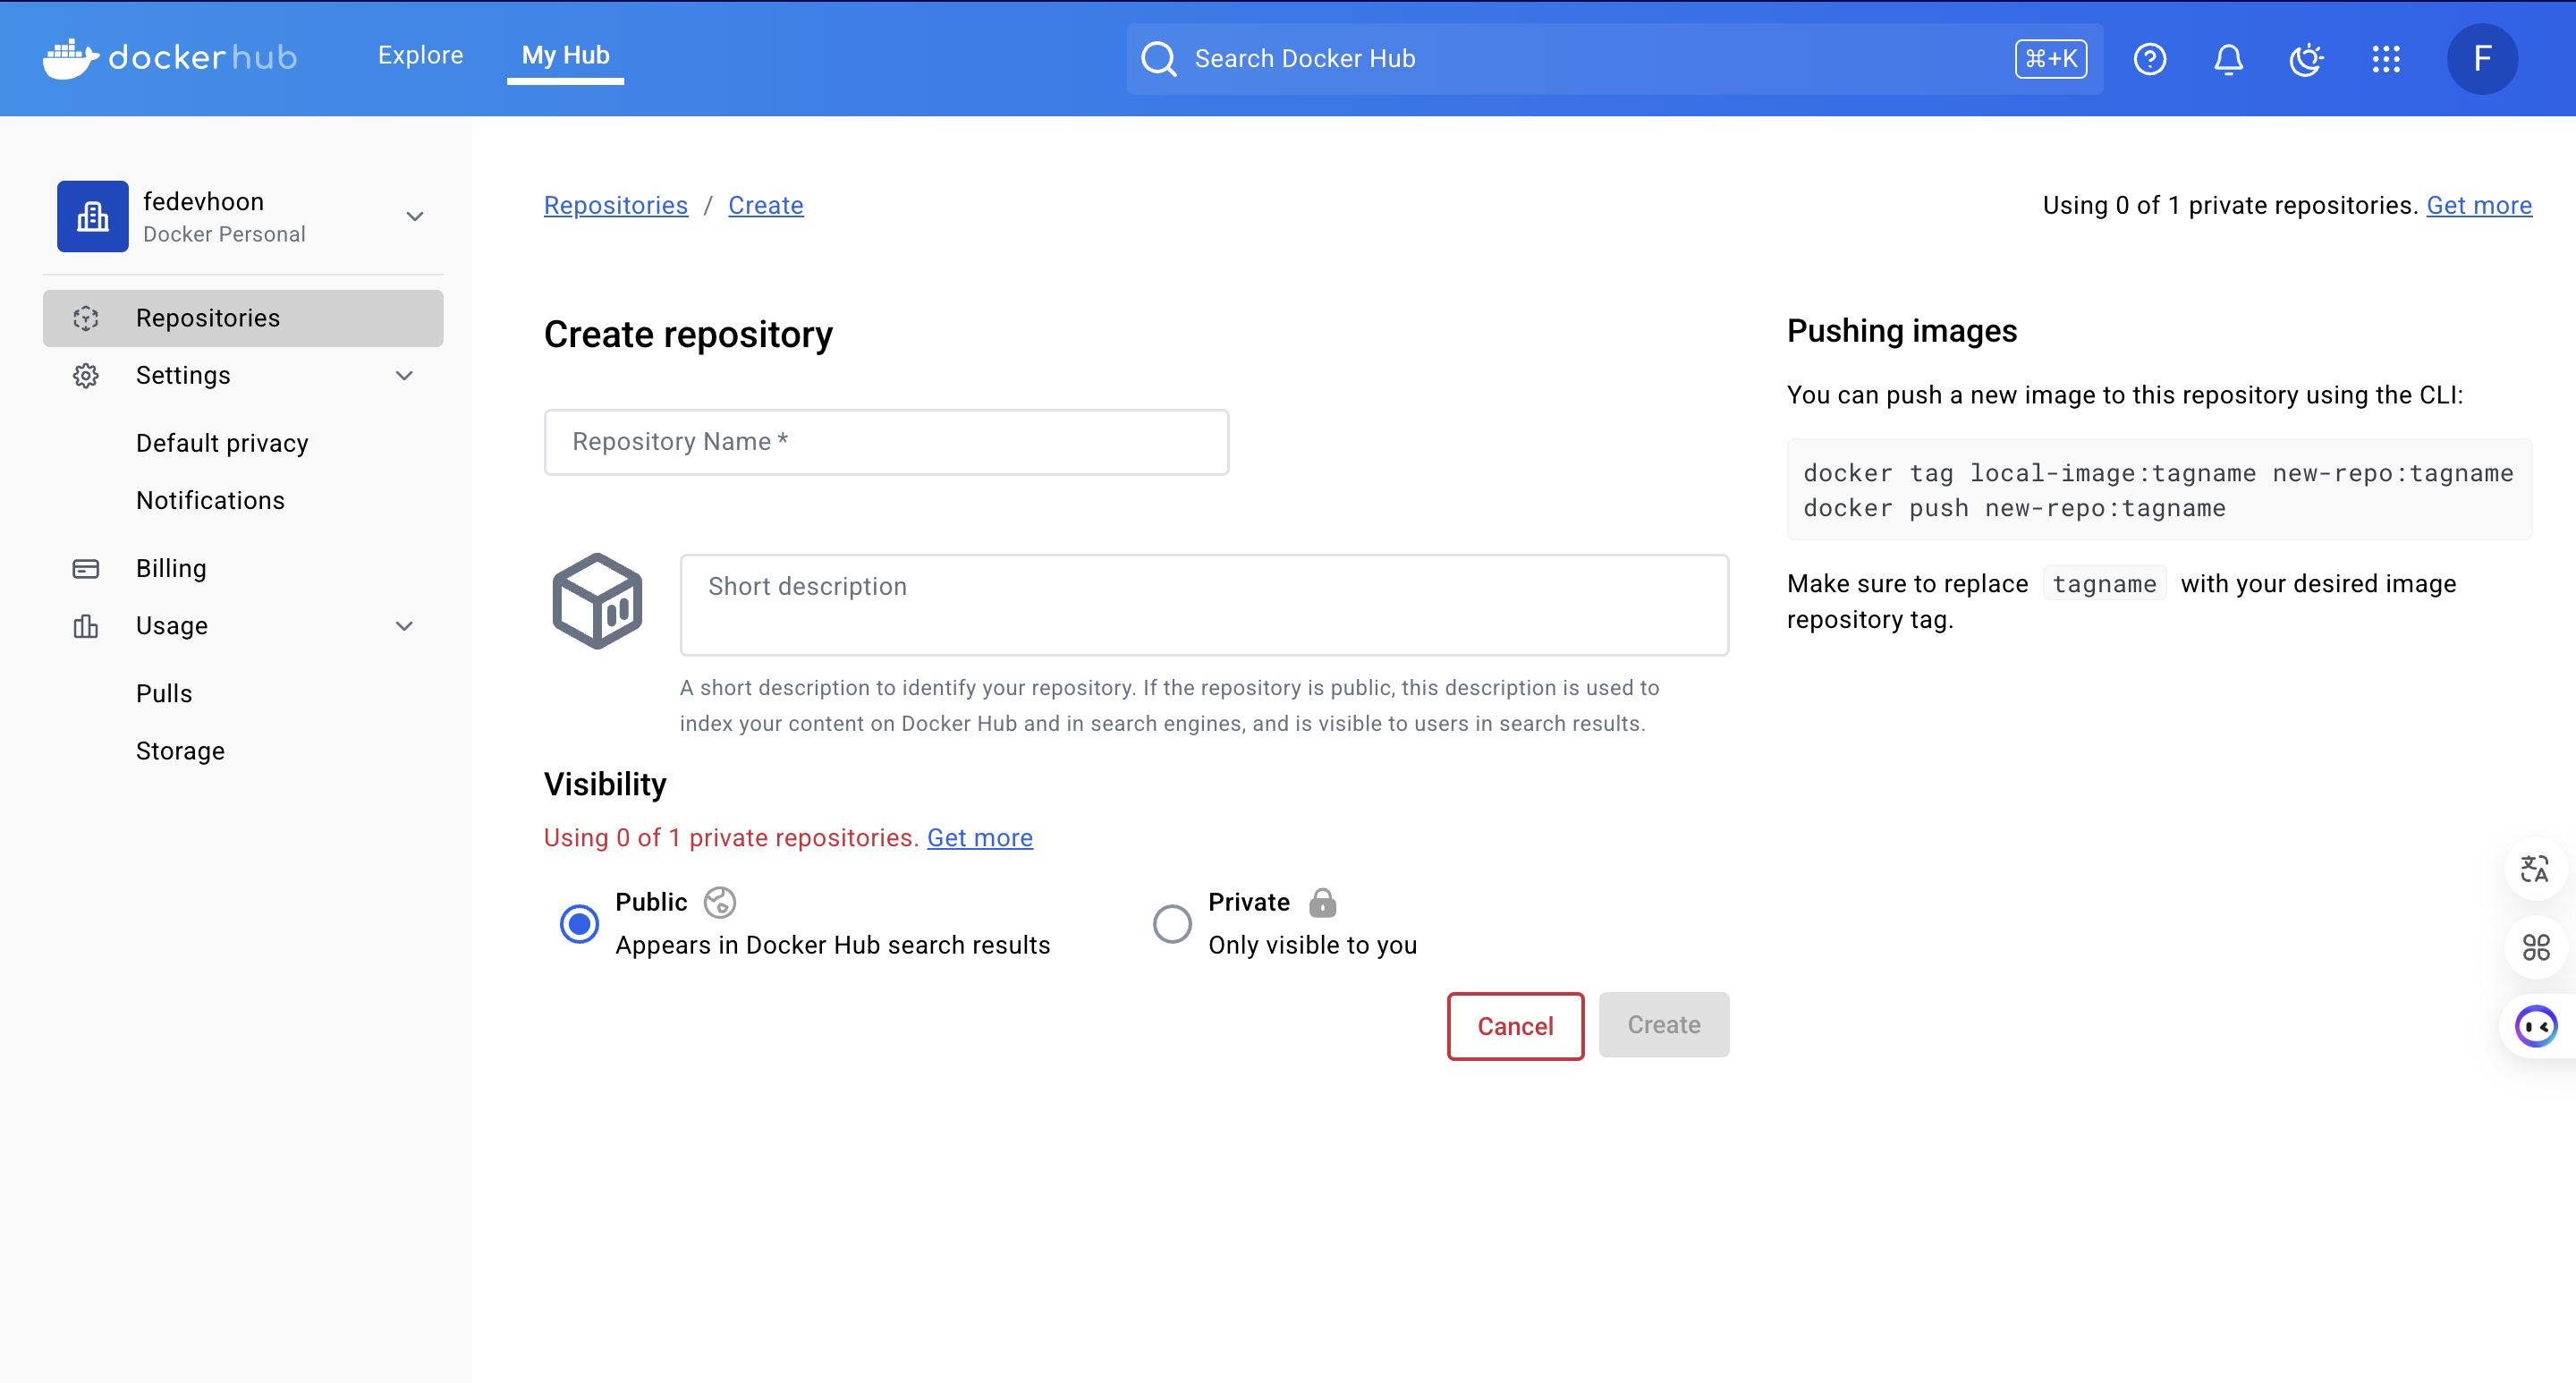 dockerhub
Explore
My Hub
Search Docker Hub
⌘+K
F
fedevhoon
Docker Personal
Repositories
Settings
Default privacy
Notifications
Billing
Usage
Pulls
Storage
Repositories / Create
Using 0 of 1 private repositories. Get more
Create repository
Repository Name *
Short description
A short description to identify your repository. If the repository is public, this description is used to
index your content on Docker Hub and in search engines, and is visible to users in search results.
Visibility
Using 0 of 1 private repositories. Get more
Public
Appears in Docker Hub search results
Private
Only visible to you
Cancel
Create
Pushing images
You can push a new image to this repository using the CLI:
docker tag local-image:tagname new-repo:tagname
docker push new-repo:tagname
Make sure to replace tagname with your desired image
repository tag.